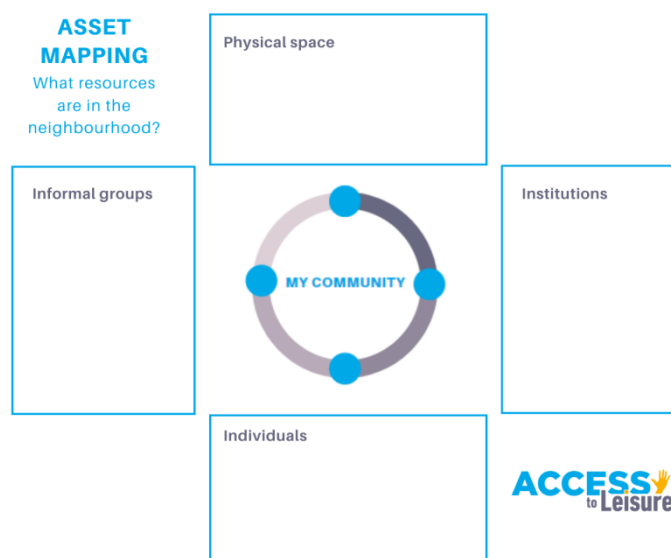 ASSET
MAPPING
What resources
are in the
neighbourhood?
Physical space
Informal groups
Institutions
MY COMMUNITY
Individuals
ACCESS
to Leisure